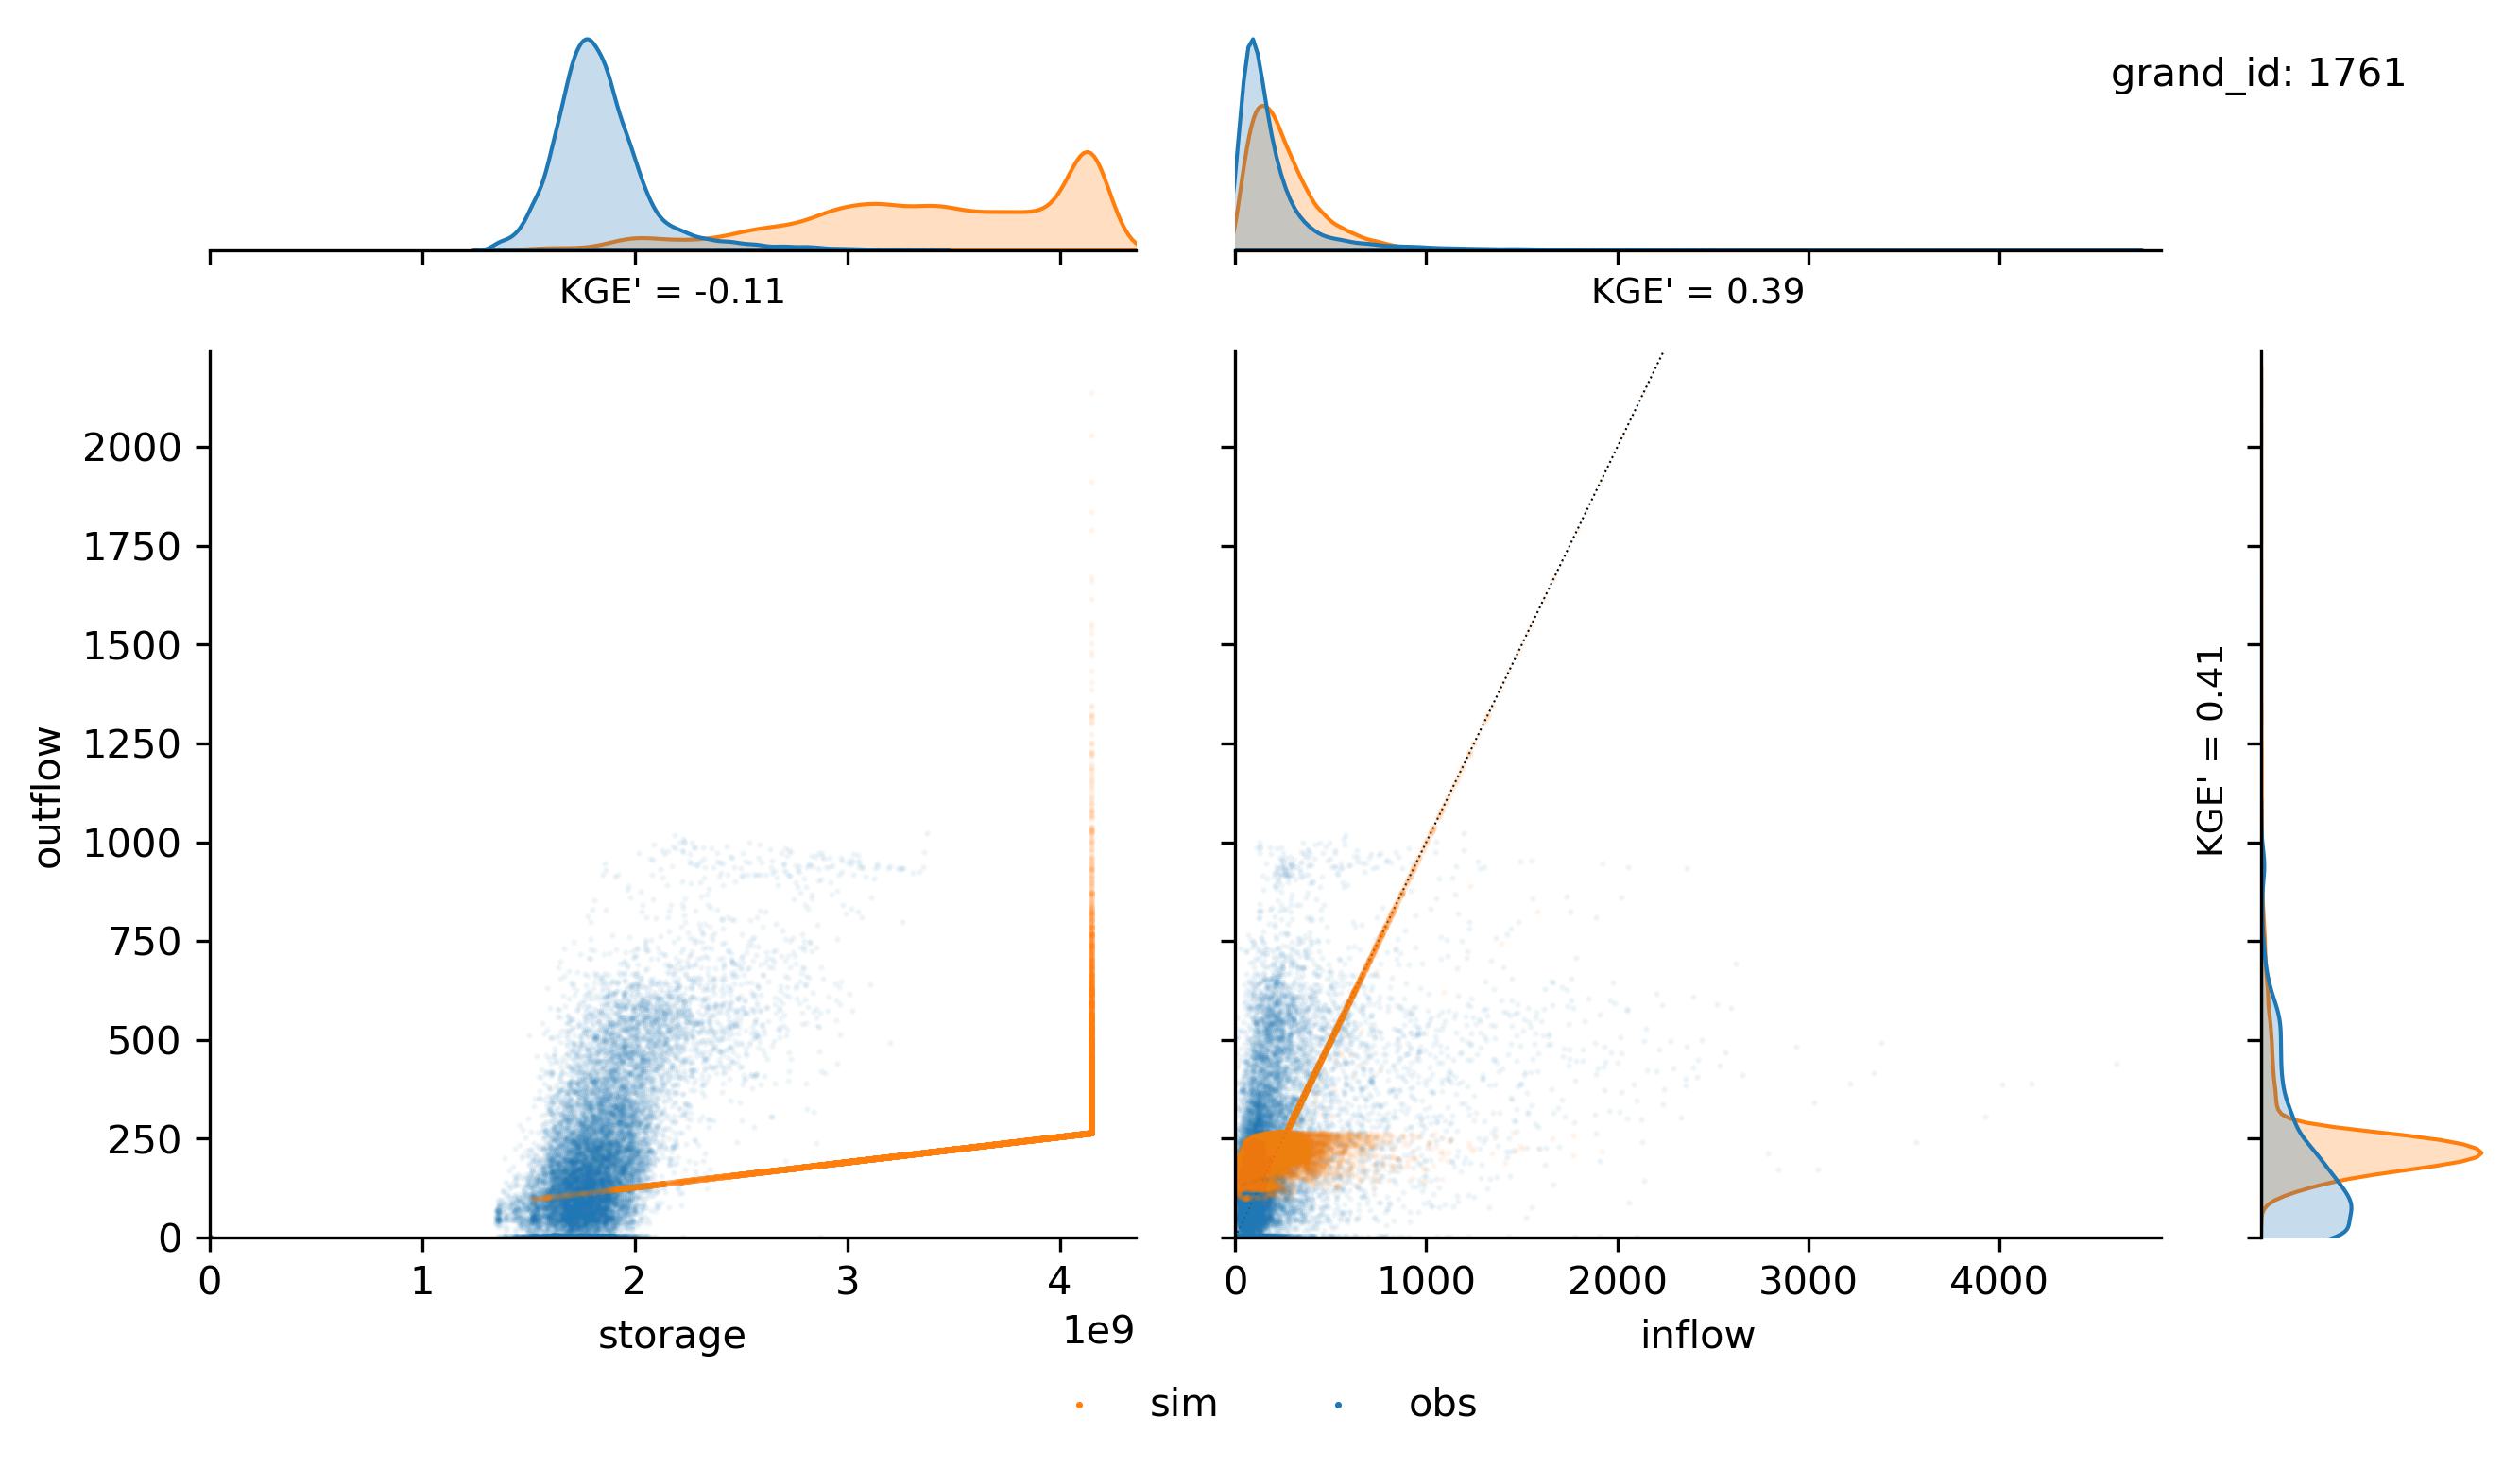 grand_id: 1761
KGE' = -0.11
KGE' = 0.39
outflow
2000
1750
1500
1250
1000
750
500
250
0
KGE' = 0.41
0 1 2 3 4
0 1000 2000 3000 4000
storage
1e9
inflow
sim
obs